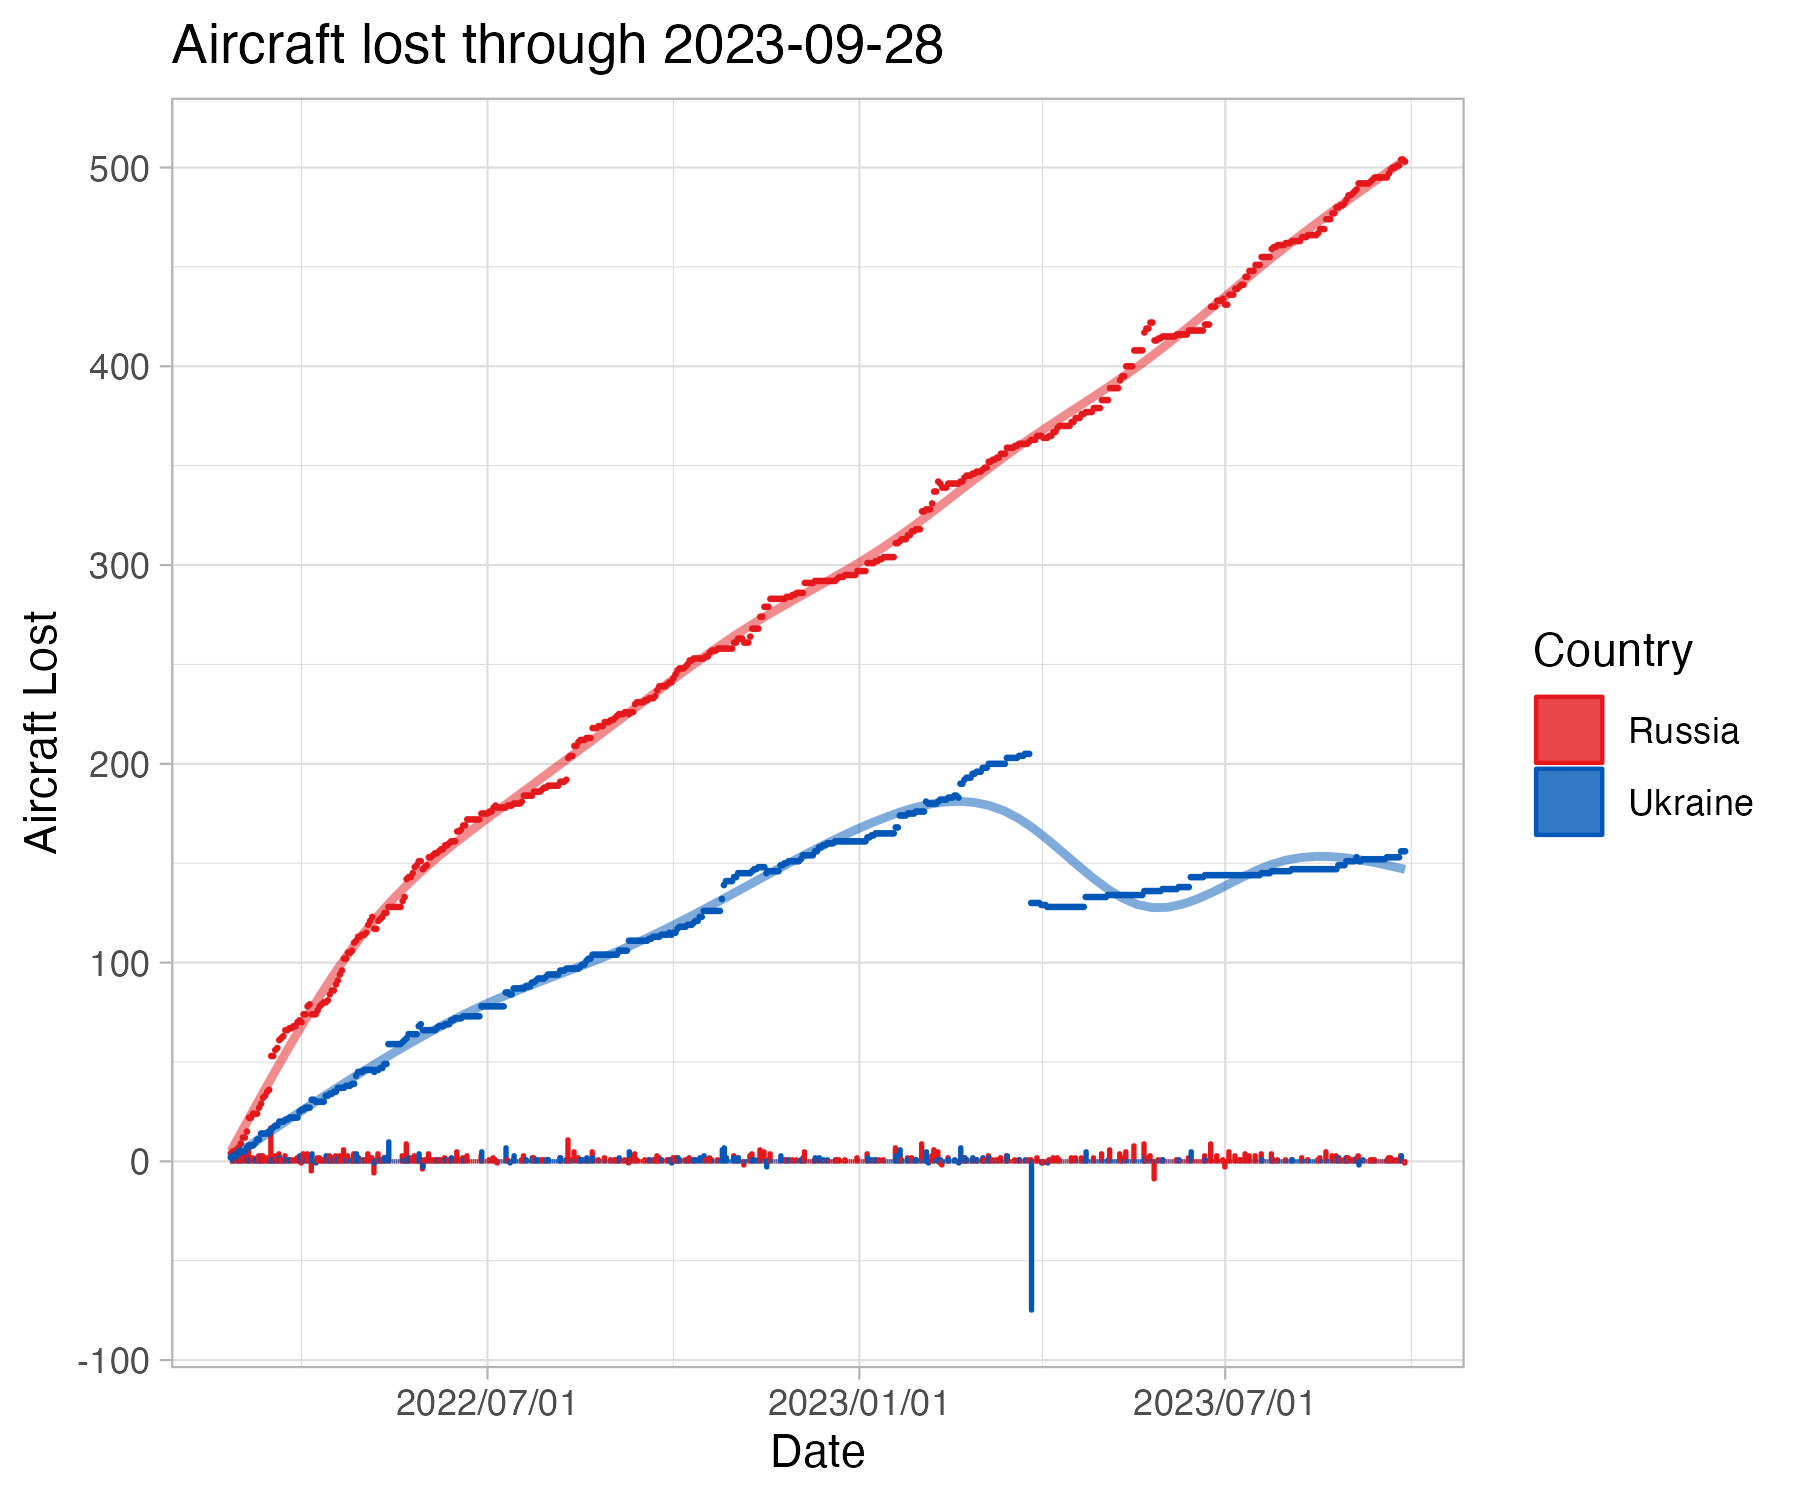 Aircraft lost through 2023-09-28
Aircraft Lost
500
400
300
200
100
0
-100
2022/07/01
2023/01/01
2023/07/01
Date
Country
Russia
Ukraine